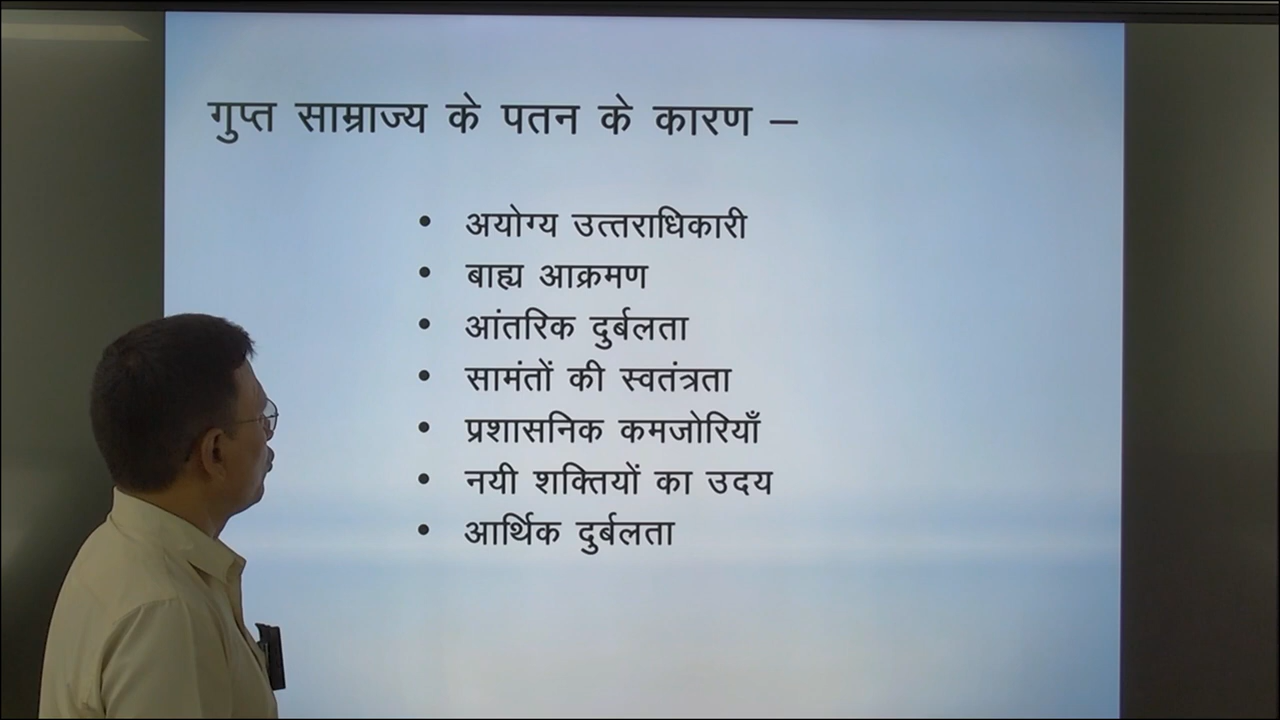 गुप्त साम्राज्य के पतन के कारण –
• अयोग्य उत्तराधिकारी
• बाह्य आक्रमण
• आंतरिक दुर्बलता
• सामंतों की स्वतंत्रता
• प्रशासनिक कमजोरियाँ
• नयी शक्तियों का उदय
• आर्थिक दुर्बलता